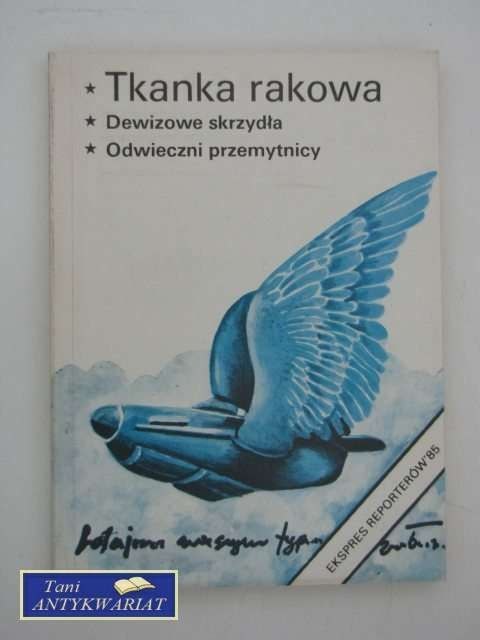 ★ Tkanka rakowa
★ Dewizowe skrzydła
★ Odwieczni przemytnicy
EKSPRES REPORTERÓW'85
Tani
ANTYKWARIAT